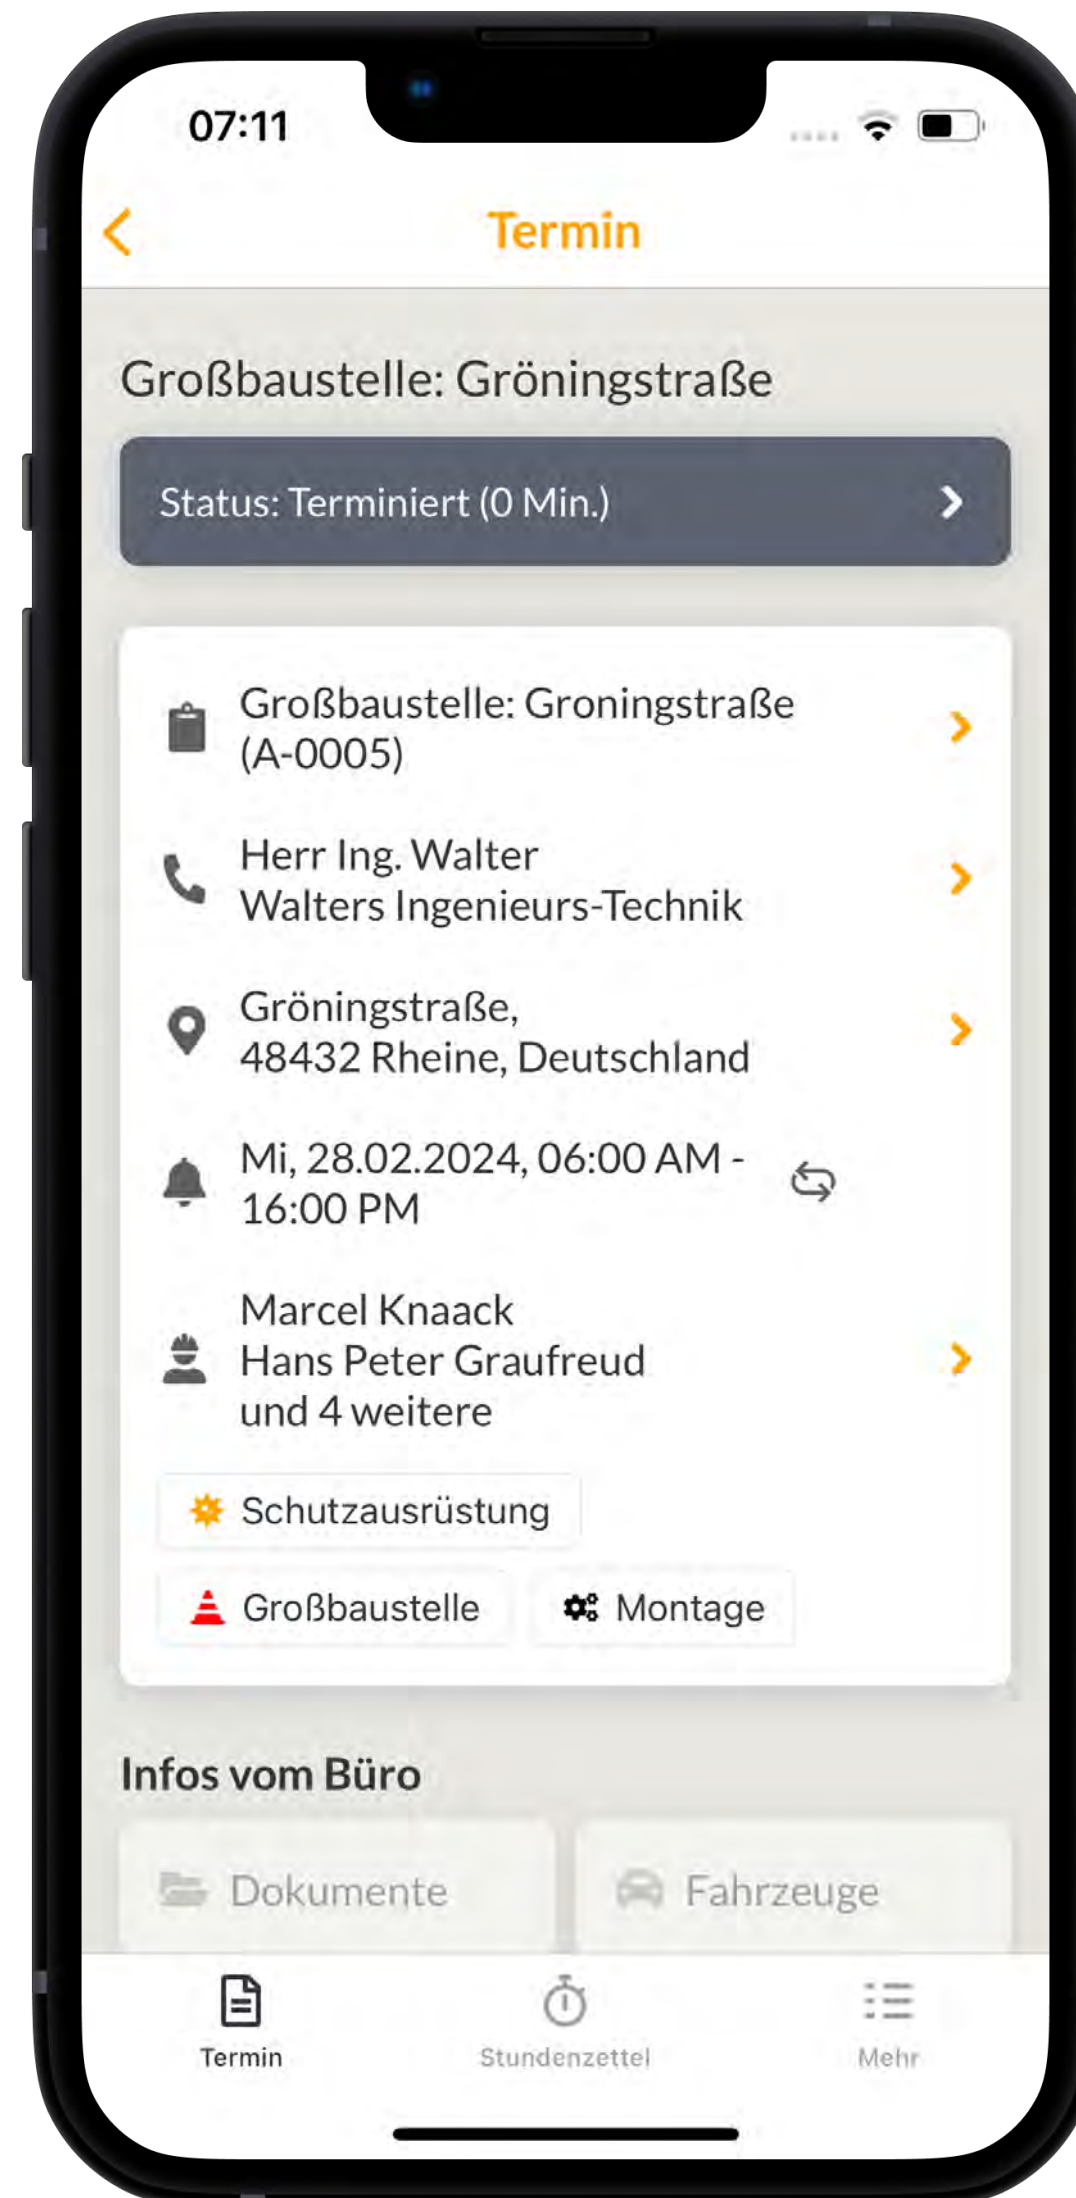 07:11
Termin
Großbaustelle: Gröningstraße
Status: Terminiert (0 Min.)
Großbaustelle: Groningstraße
(A-0005)
Herr Ing. Walter
Walters Ingenieurs-Technik
Gröningstraße,
48432 Rheine, Deutschland
Mi, 28.02.2024, 06:00 AM -
16:00 PM
Marcel Knaack
Hans Peter Graufreud
und 4 weitere
Schutzausrüstung
Großbaustelle
Montage
Infos vom Büro
Dokumente
Fahrzeuge
Termin
Stundenzettel
Mehr